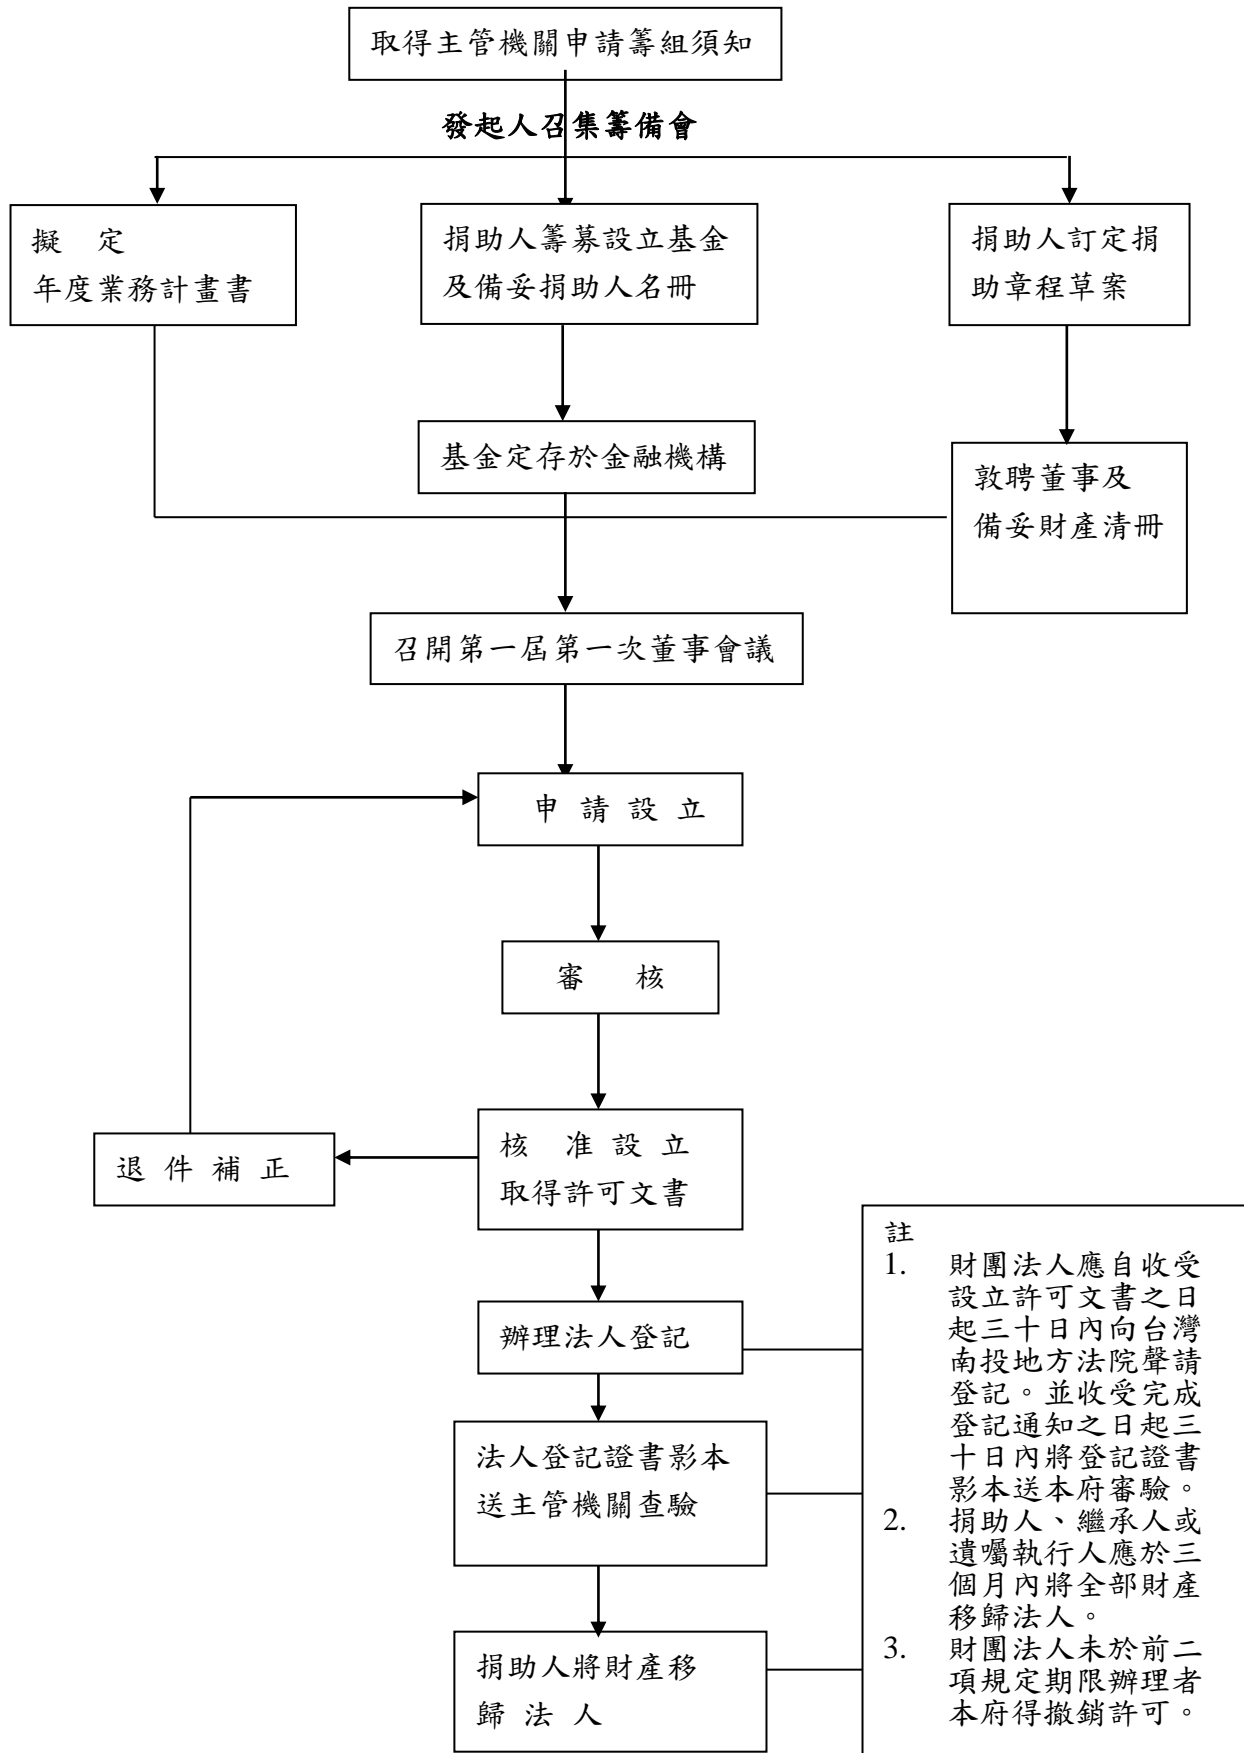 取得主管機關申請籌組須知
發起人召集籌備會
擬 定
年度業務計畫書
捐助人籌募設立基金
及備妥捐助人名冊
捐助人訂定捐
助章程草案
基金定存於金融機構
敦聘董事及
備妥財產清冊
召開第一屆第一次董事會議
申 請 設 立
審 核
核 准 設 立
取得許可文書
退 件 補 正
辦理法人登記
法人登記證書影本
送主管機關查驗
捐助人將財產移
歸 法 人
註
1. 財團法人應自收受
設立許可文書之日
起三十日內向台灣
南投地方法院聲請
登記。並收受完成
登記通知之日起三
十日內將登記證書
影本送本府審驗。
2. 捐助人、繼承人或
遺囑執行人應於三
個月內將全部財產
移歸法人。
3. 財團法人未於前二
項規定期限辦理者
本府得撤銷許可。